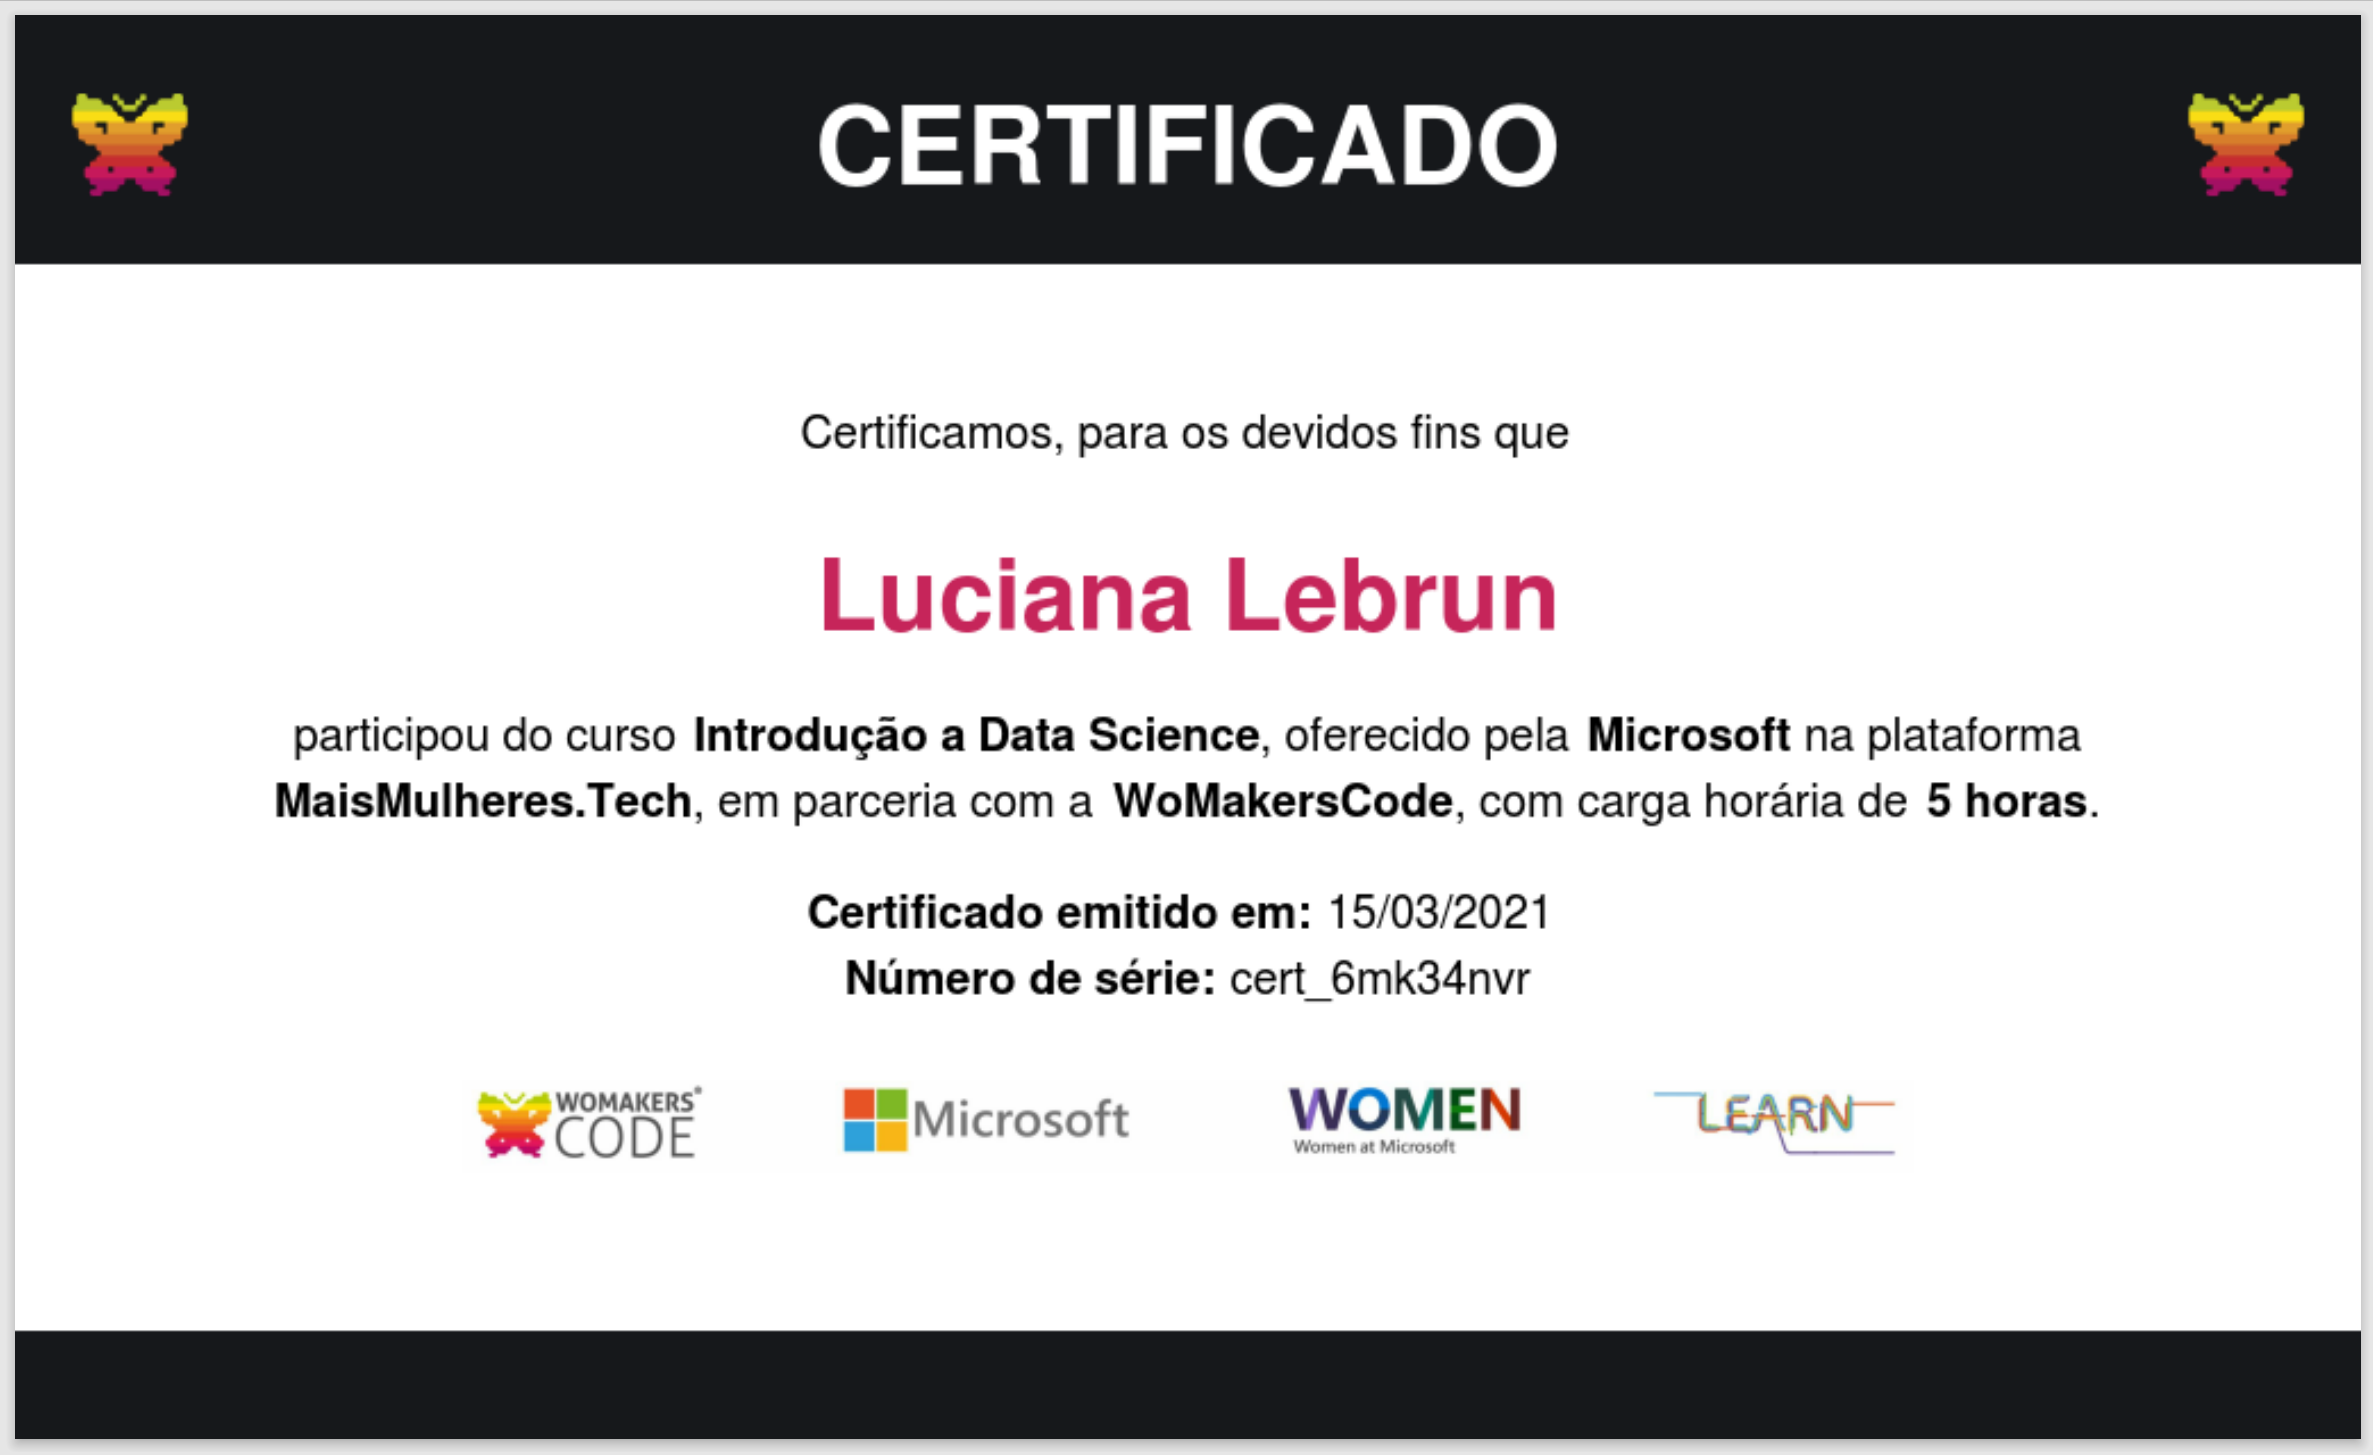 CERTIFICADO
Certificamos, para os devidos fins que
Luciana Lebrun
participou do curso Introdução a Data Science, oferecido pela Microsoft na plataforma
MaisMulheres.Tech, em parceria com a WoMakersCode, com carga horária de 5 horas.
Certificado emitido em: 15/03/2021
Número de série: cert_6mk34nvr
WOMAKERS®
CODE
Microsoft
WOMEN
Women at Microsoft
LEARN